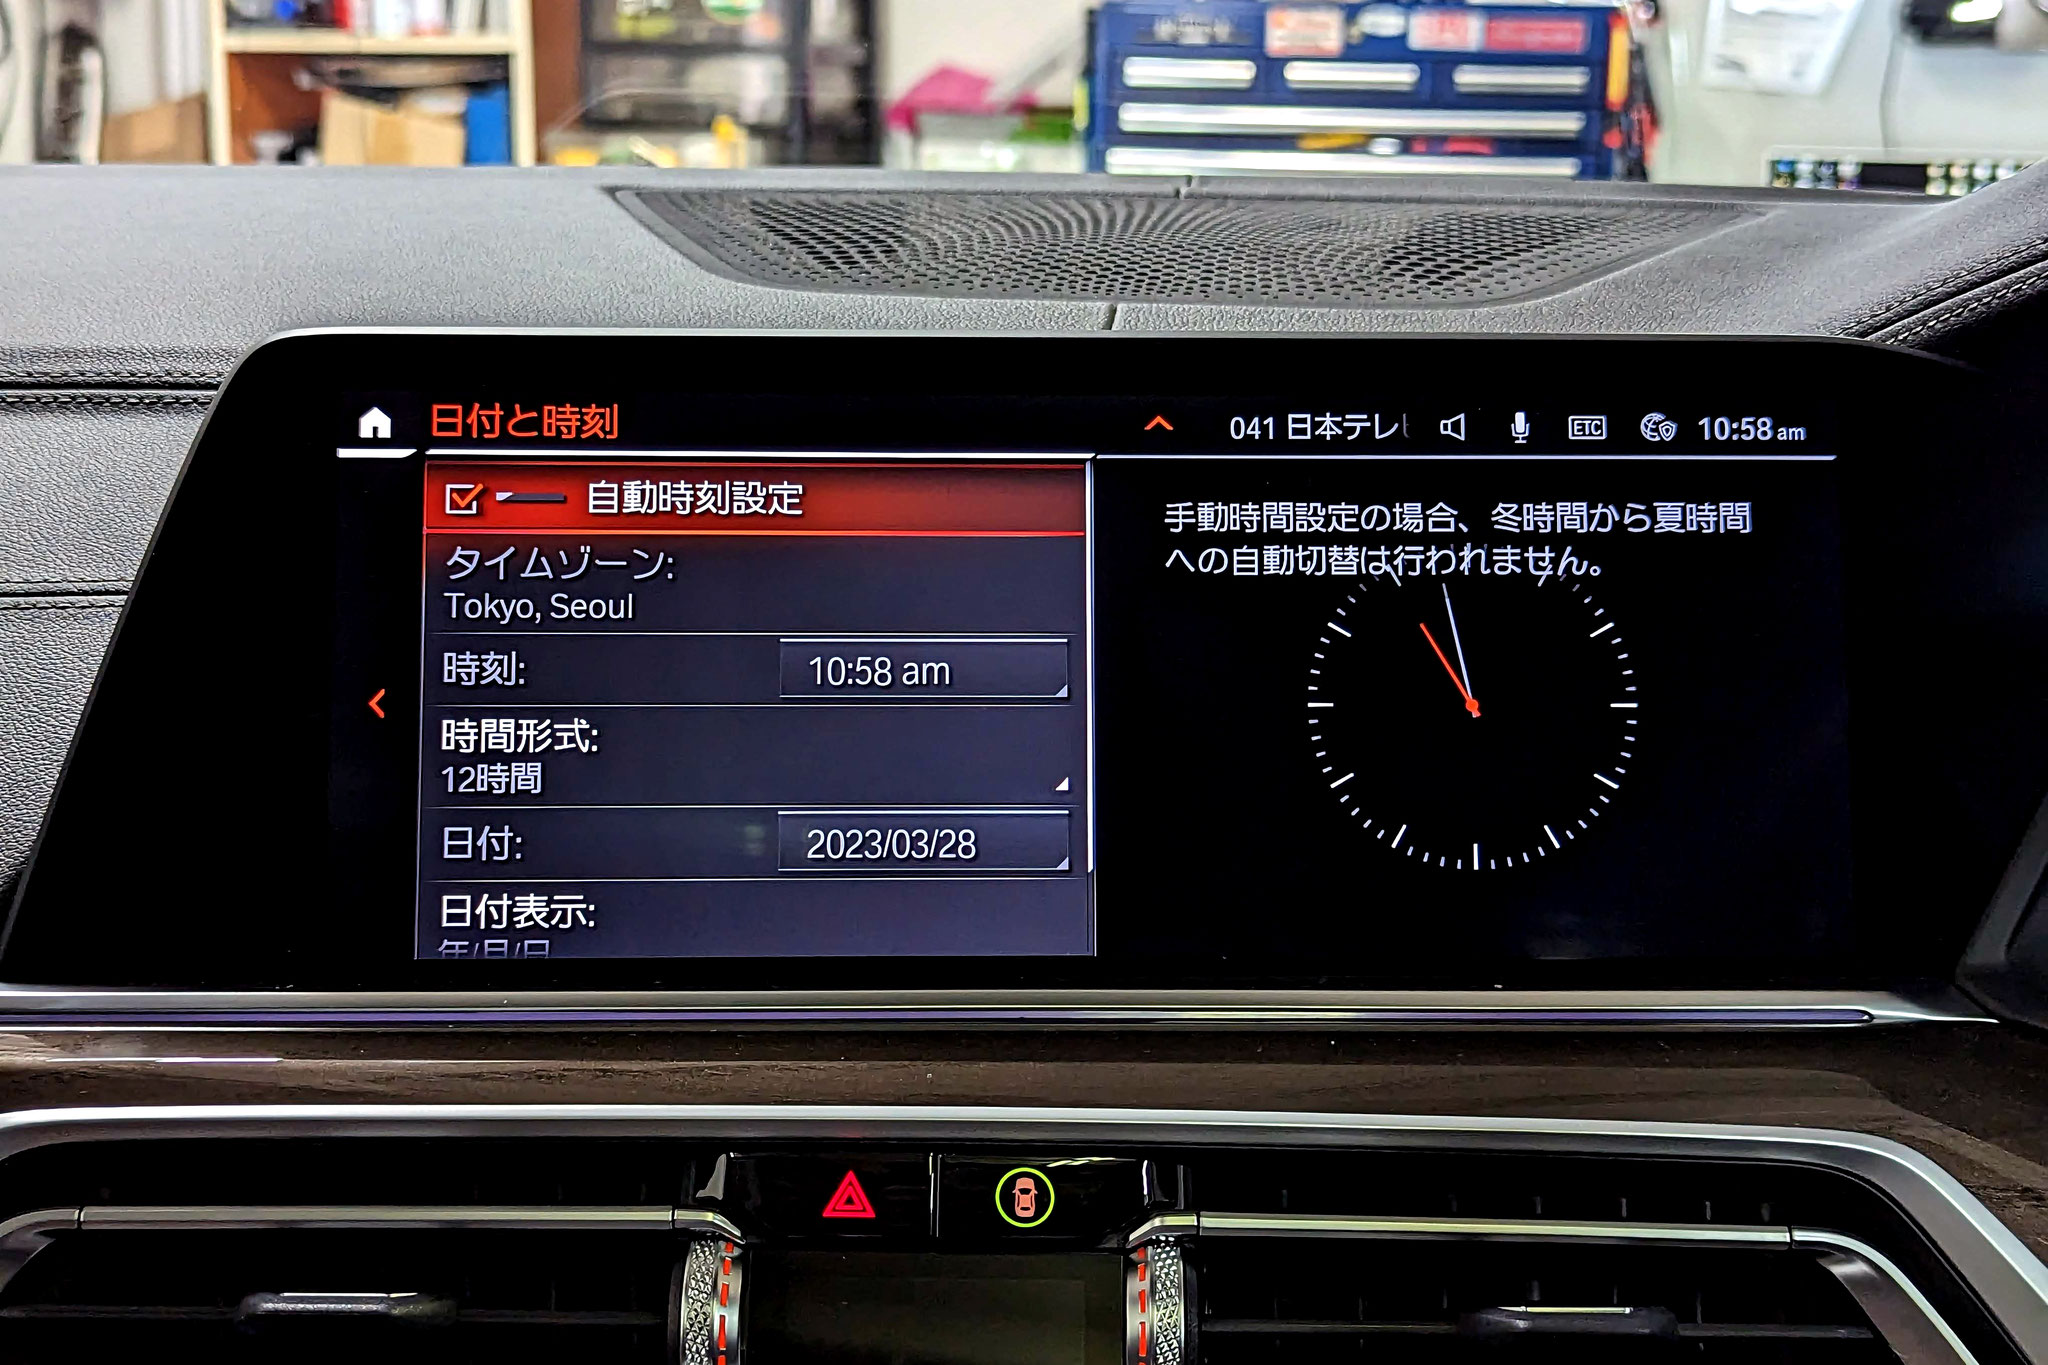 日付と時刻
041 日本テレ
ETC
10:58 am
自動時刻設定
タイムゾーン:
Tokyo, Seoul
時刻:
10:58 am
時間形式:
12時間
日付:
2023/03/28
日付表示:
年/月/日
手動時間設定の場合、冬時間から夏時間
への自動切替は行われません。